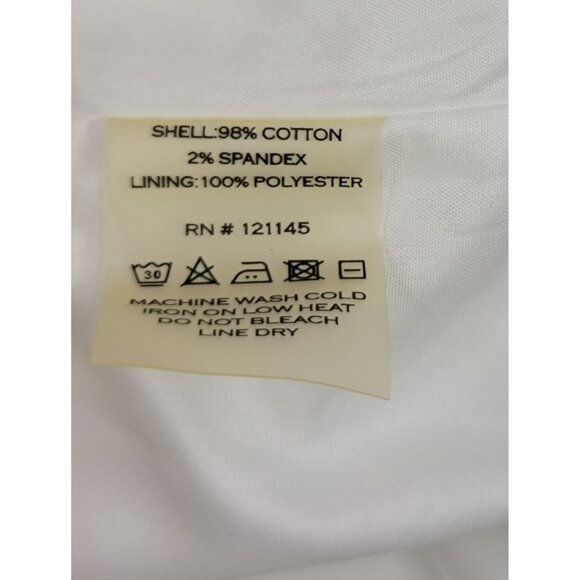 SHELL:98% COTTON
2% SPANDEX
LINING:100% POLYESTER
RN # 121145
30
MACHINE WASH COLD
IRON ON LOW HEAT
DO NOT BLEACH
LINE DRY